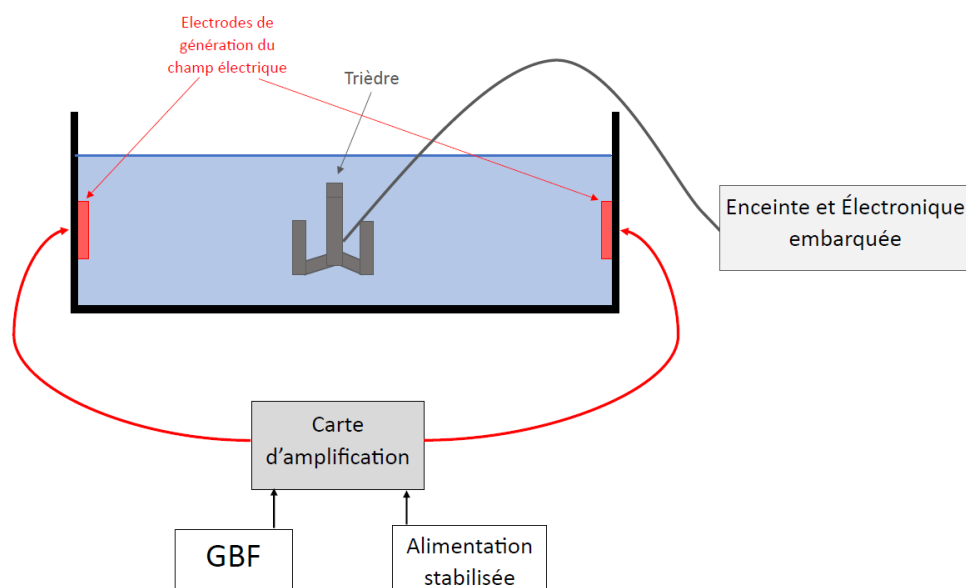 Electrodes de
génération du
champ électrique
Trièdre
Enceinte et Électronique
embarquée
Carte
d'amplification
GBF
Alimentation
stabilisée